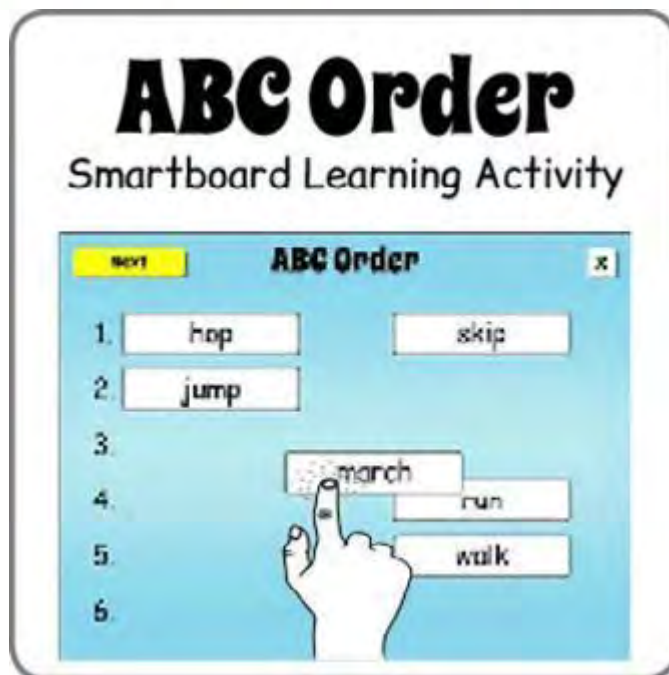 ABC Order
Smartboard Learning Activity
Next ABC Order X
1. hop skip
2. jump
3. march
4. run
5. walk
6.